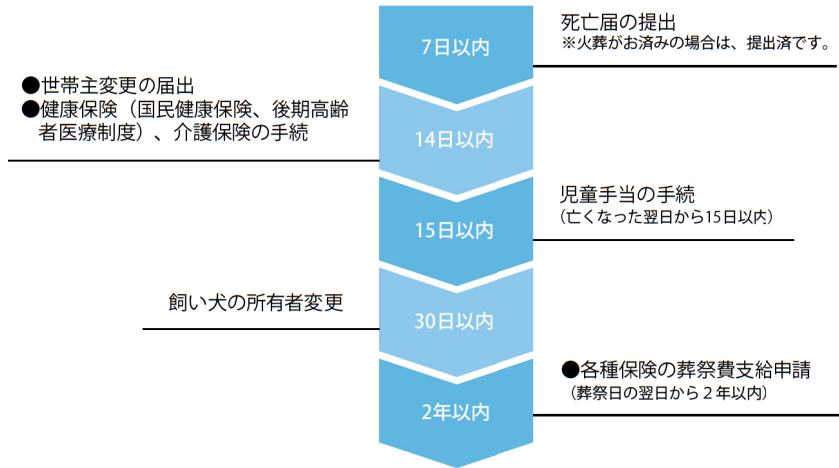 7日以内
死亡届の提出
※火葬がお済みの場合は、提出済です。
●世帯主変更の届出
●健康保険（国民健康保険、後期高齢
者医療制度）、介護保険の手続
14日以内
15日以内
児童手当の手続
（亡くなった翌日から15日以内）
飼い犬の所有者変更
30日以内
2年以内
●各種保険の葬祭費支給申請
（葬祭日の翌日から２年以内）